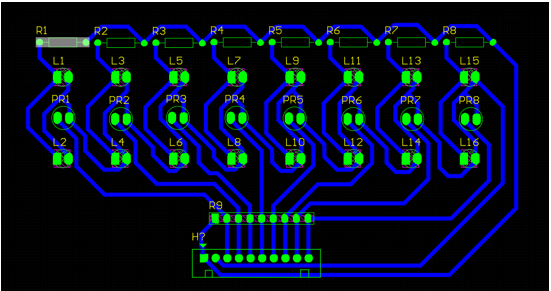 R1 R2 R3 R4 R5 R6 R7 R8
L1 L3 L5 L7 L9 L11 L13 L15
PR1 PR2 PR3 PR4 PR5 PR6 PR7 PR8
L2 L4 L6 L8 L10 L12 L14 L16
R9
H?